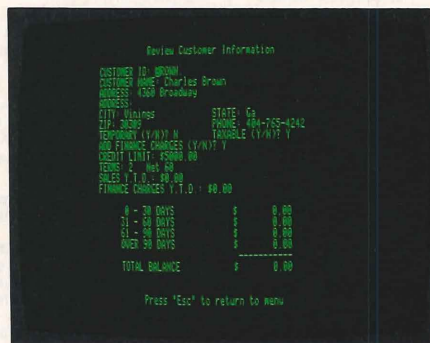 Review Customer Information
CUSTOMER ID: BROWN
CUSTOMER NAME: Charles Brown
ADDRESS: 4360 Broadway
ADDRESS:
CITY: Vinings STATE: Ga
ZIP: 30309 PHONE: 404-765-4242
TEMPORARY (Y/N)? N TAXABLE (Y/N)? Y
ADD FINANCE CHARGES (Y/N)? Y
CREDIT LIMIT: $5000.00
TERMS: 2 Net 60
SALES Y.T.D.: $0.00
FINANCE CHARGES Y.T.D.: $0.00
0 - 30 DAYS $ 0.00
31 - 60 DAYS $ 0.00
61 - 90 DAYS $ 0.00
OVER 90 DAYS $ 0.00
TOTAL BALANCE $ 0.00
Press "Esc" to return to menu